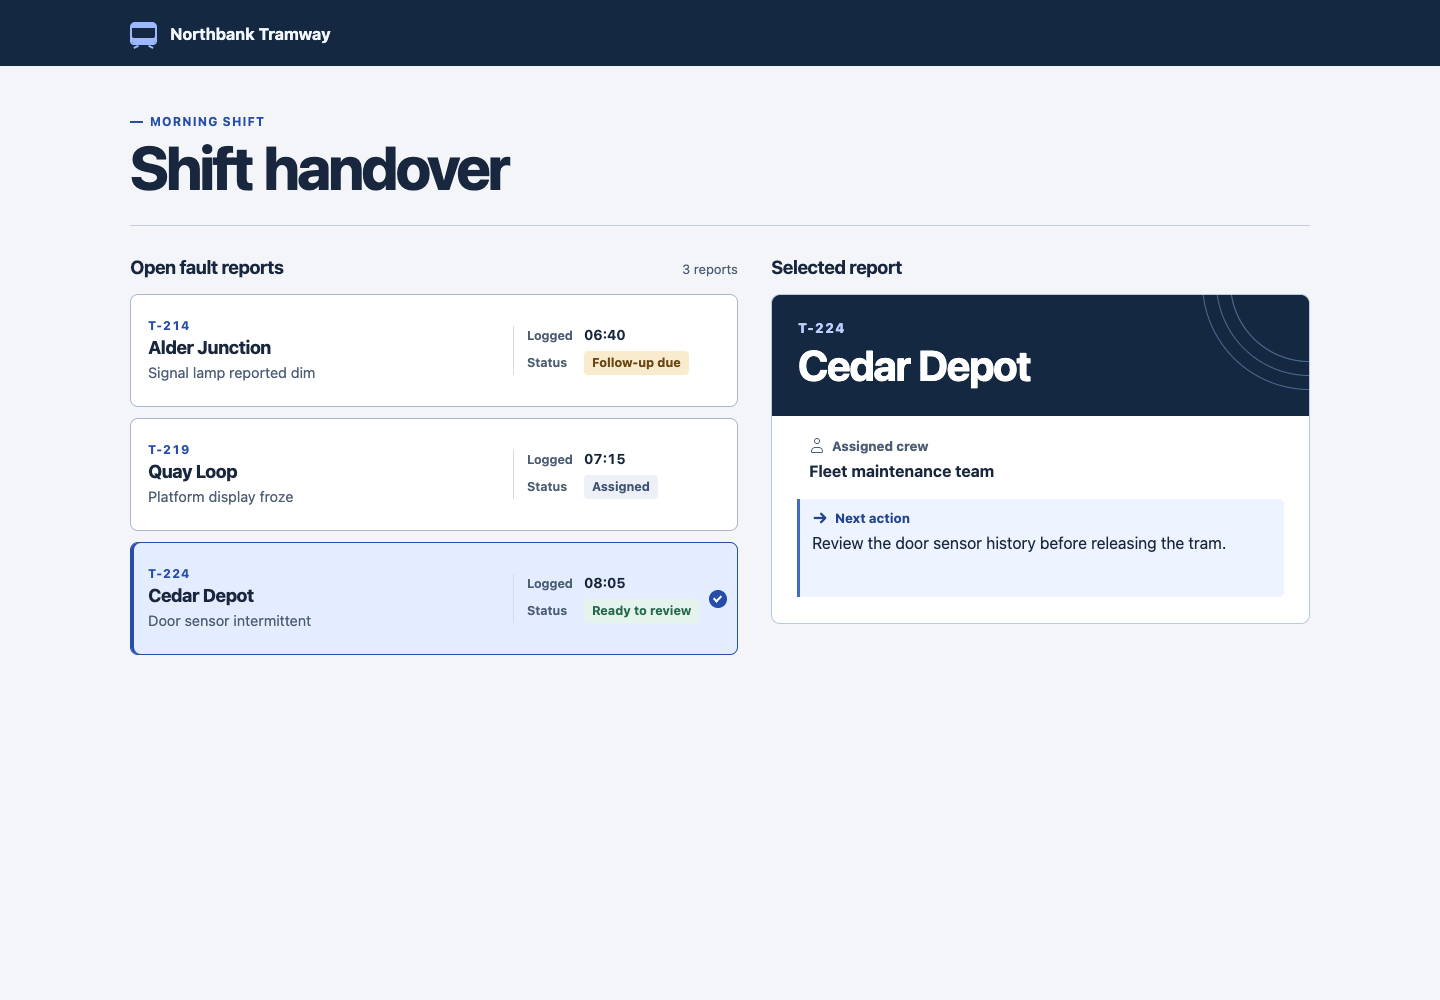 Northbank Tramway
MORNING SHIFT
Shift handover
Open fault reports
3 reports
T-214
Alder Junction
Signal lamp reported dim
Logged 06:40
Status Follow-up due
T-219
Quay Loop
Platform display froze
Logged 07:15
Status Assigned
T-224
Cedar Depot
Door sensor intermittent
Logged 08:05
Status Ready to review
Selected report
T-224
Cedar Depot
Assigned crew
Fleet maintenance team
Next action
Review the door sensor history before releasing the tram.